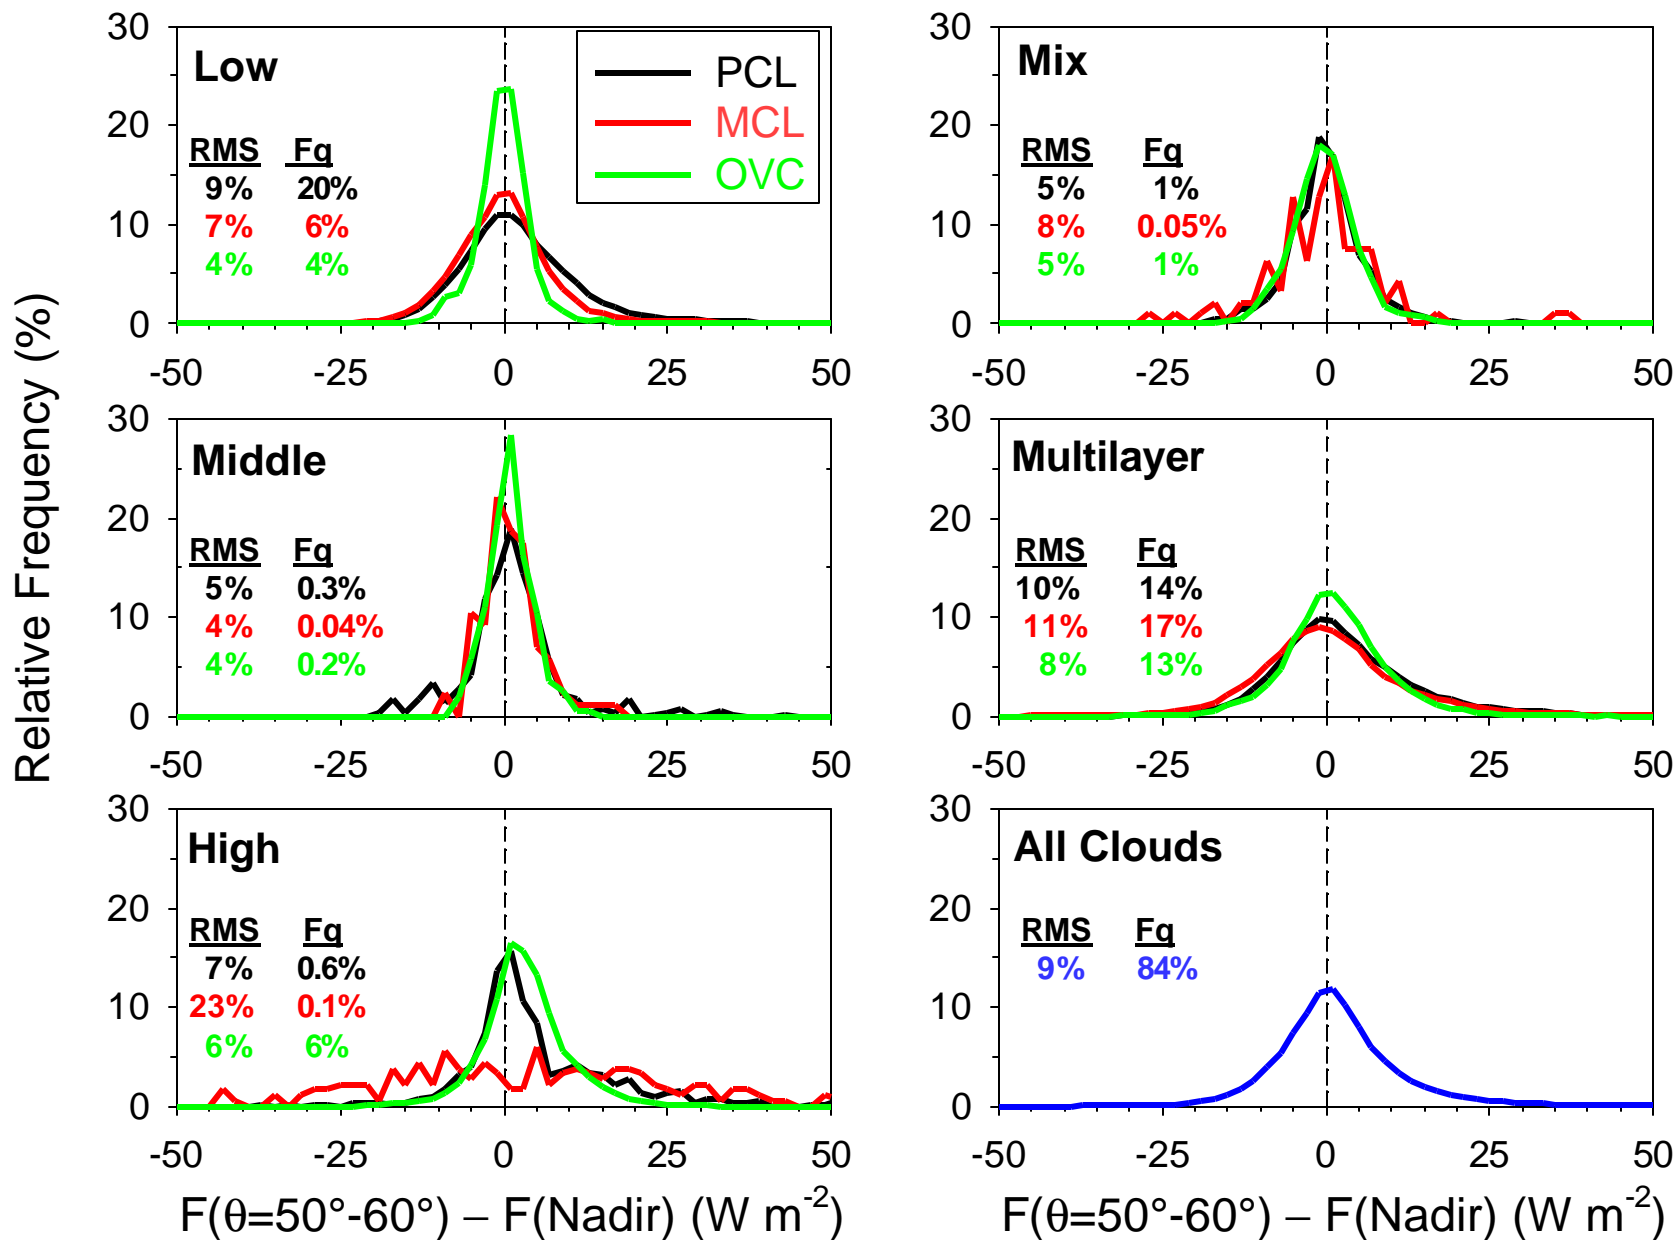 Relative Frequency (%)
30
20
10
0
Low
RMS Fq
9% 20%
7% 6%
4% 4%
PCL
MCL
OVC
-50 -25 0 25 50
30
20
10
0
Mix
RMS Fq
5% 1%
8% 0.05%
5% 1%
-50 -25 0 25 50
30
20
10
0
Middle
RMS Fq
5% 0.3%
4% 0.04%
4% 0.2%
-50 -25 0 25 50
30
20
10
0
Multilayer
RMS Fq
10% 14%
11% 17%
8% 13%
-50 -25 0 25 50
30
20
10
0
High
RMS Fq
7% 0.6%
23% 0.1%
6% 6%
-50 -25 0 25 50
F(θ=50°-60°) – F(Nadir) (W m-2)
30
20
10
0
All Clouds
RMS Fq
9% 84%
-50 -25 0 25 50
F(θ=50°-60°) – F(Nadir) (W m-2)